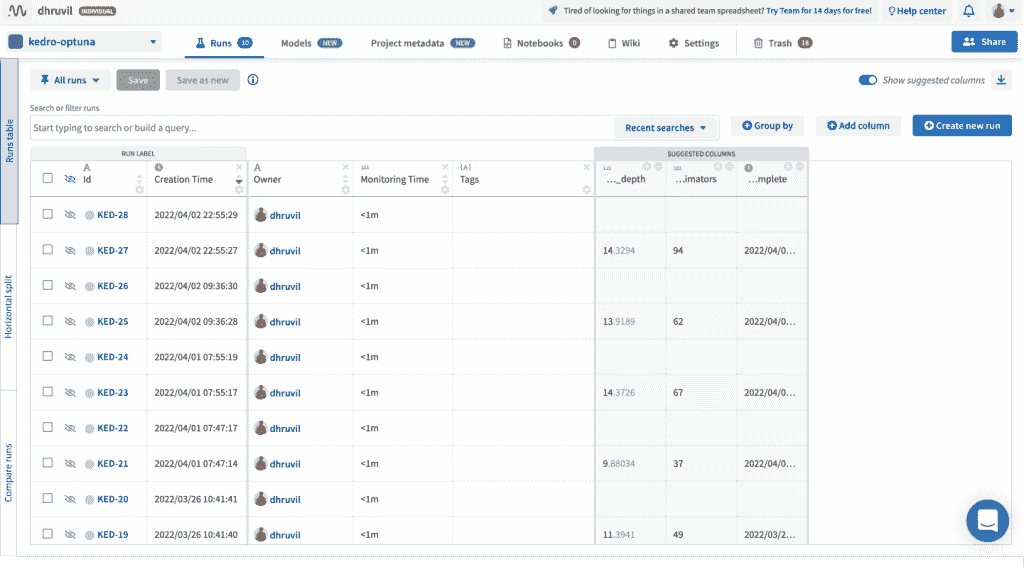 dhruvil INDIVIDUAL Tired of looking for things in a shared team spreadsheet? Try Team for 14 days for free! Help center
kedro-optuna Runs 10 Models NEW Project metadata NEW Notebooks 0 Wiki Settings Trash 18 Share
All runs Save Save as new Show suggested columns
Search or filter runs
Start typing to search or build a query... Recent searches Group by Add column Create new run
Runs table
Horizontal split
Compare runs
RUN LABEL SUGGESTED COLUMNS
Id Creation Time Owner Monitoring Time Tags ..._depth ...imators ...mplete
KED-28 2022/04/02 22:55:29 dhruvil <1m
KED-27 2022/04/02 22:55:27 dhruvil <1m 14.3294 94 2022/04/0...
KED-26 2022/04/02 09:36:30 dhruvil <1m
KED-25 2022/04/02 09:36:28 dhruvil <1m 13.9189 62 2022/04/0...
KED-24 2022/04/01 07:55:19 dhruvil <1m
KED-23 2022/04/01 07:55:17 dhruvil <1m 14.3726 67 2022/04/0...
KED-22 2022/04/01 07:47:17 dhruvil <1m
KED-21 2022/04/01 07:47:14 dhruvil <1m 9.88034 37 2022/04/0...
KED-20 2022/03/26 10:41:41 dhruvil <1m
KED-19 2022/03/26 10:41:40 dhruvil <1m 11.3941 49 2022/03/2...